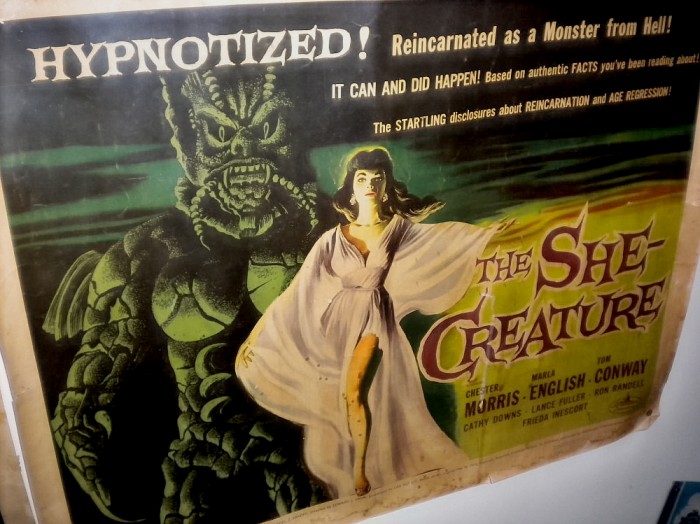 HYPNOTIZED!
Reincarnated as a Monster from Hell!
IT CAN AND DID HAPPEN! Based on authentic FACTS you've been reading about!
The STARTLING disclosures about REINCARNATION and AGE REGRESSION!
THE SHE-
CREATURE
CHESTER MARLA TOM
MORRIS · ENGLISH · CONWAY
CATHY DOWNS · LANCE FULLER · RON RANDELL
FRIEDA INESCORT